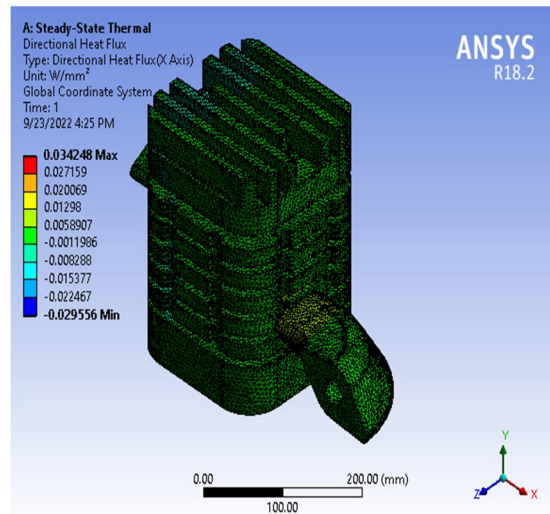 A: Steady-State Thermal
Directional Heat Flux
Type: Directional Heat Flux(X Axis)
Unit: W/mm²
Global Coordinate System
Time: 1
9/23/2022 4:25 PM
ANSYS
R18.2
0.034248 Max
0.027159
0.020069
0.01298
0.0058907
-0.0011986
-0.008288
-0.015377
-0.022467
-0.029556 Min
0.00
200.00 (mm)
100.00
Y
Z
X